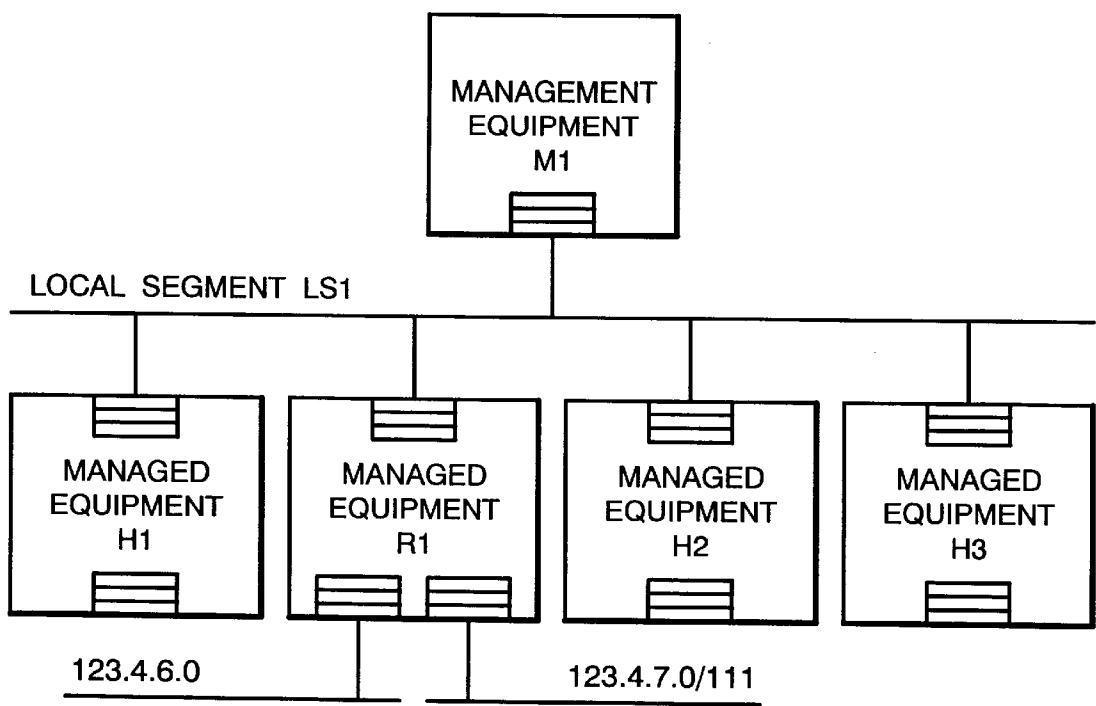 MANAGEMENT
EQUIPMENT
M1
LOCAL SEGMENT LS1
MANAGED
EQUIPMENT
H1
MANAGED
EQUIPMENT
R1
MANAGED
EQUIPMENT
H2
MANAGED
EQUIPMENT
H3
123.4.6.0
123.4.7.0/111